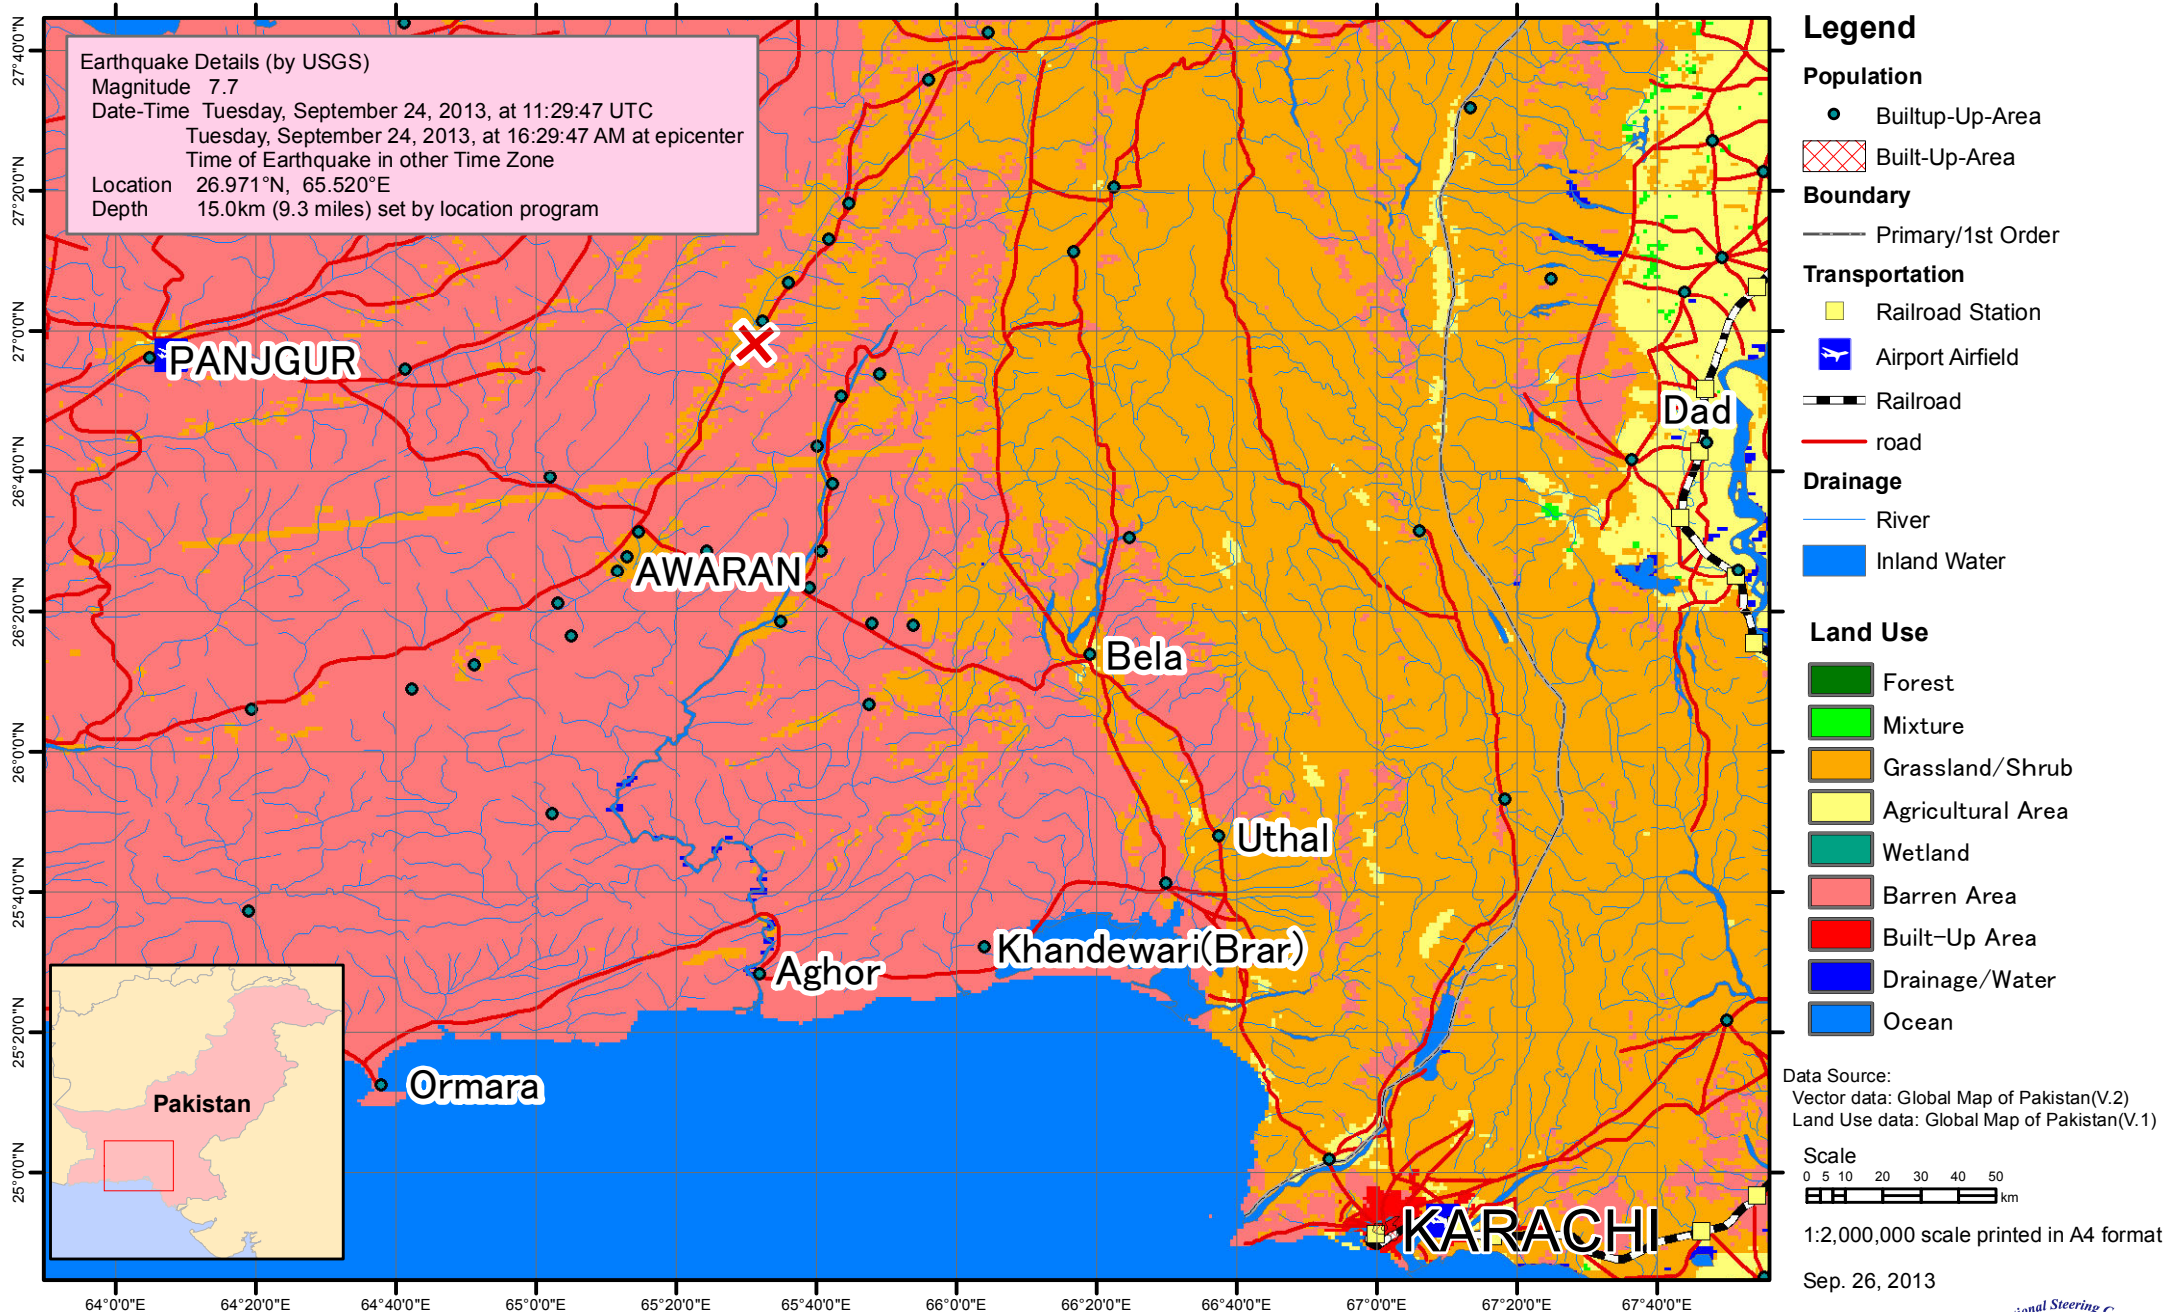 Earthquake Details (by USGS)
Magnitude 7.7
Date-Time Tuesday, September 24, 2013, at 11:29:47 UTC
Tuesday, September 24, 2013, at 16:29:47 AM at epicenter
Time of Earthquake in other Time Zone
Location 26.971°N, 65.520°E
Depth 15.0km (9.3 miles) set by location program
27°40'0"N
27°20'0"N
27°0'0"N
26°40'0"N
26°20'0"N
26°0'0"N
25°40'0"N
25°20'0"N
25°0'0"N
PANJGUR
Dad
AWARAN
Bela
Uthal
Khandewari(Brar)
Aghor
Ormara
KARACHI
Pakistan
64°0'0"E
64°20'0"E
64°40'0"E
65°0'0"E
65°20'0"E
65°40'0"E
66°0'0"E
66°20'0"E
66°40'0"E
67°0'0"E
67°20'0"E
67°40'0"E
Legend
Population
Builtup-Up-Area
Built-Up-Area
Boundary
Primary/1st Order
Transportation
Railroad Station
Airport Airfield
Railroad
road
Drainage
River
Inland Water
Land Use
Forest
Mixture
Grassland/Shrub
Agricultural Area
Wetland
Barren Area
Built-Up Area
Drainage/Water
Ocean
Data Source:
Vector data: Global Map of Pakistan(V.2)
Land Use data: Global Map of Pakistan(V.1)
Scale
0 5 10 20 30 40 50
km
1:2,000,000 scale printed in A4 format
Sep. 26, 2013
Steering